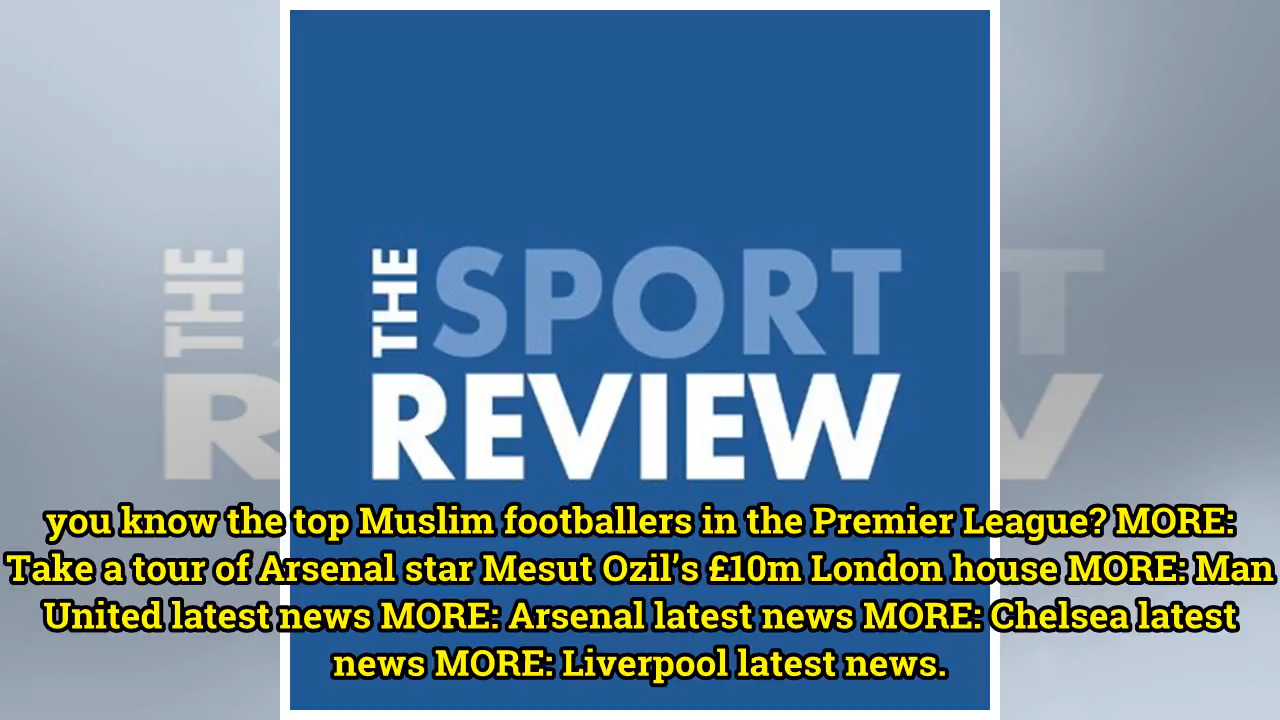 THE
SPORT
REVIEW
you know the top Muslim footballers in the Premier League? MORE:
Take a tour of Arsenal star Mesut Ozil's £10m London house MORE: Man
United latest news MORE: Arsenal latest news MORE: Chelsea latest
news MORE: Liverpool latest news.